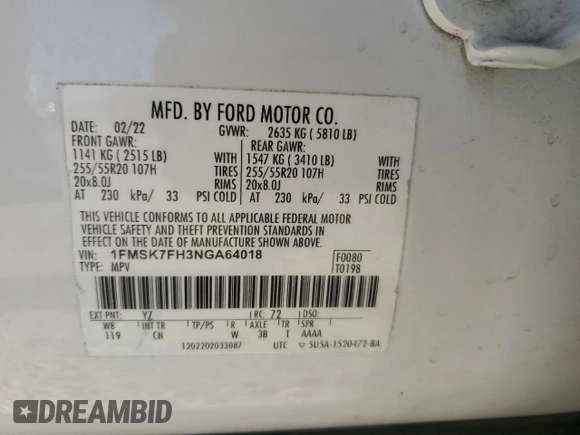 MFD. BY FORD MOTOR CO.
DATE: 02/22 GVWR: 2635 KG ( 5810 LB)
FRONT GAWR: REAR GAWR:
1141 KG ( 2515 LB) WITH 1547 KG ( 3410 LB) WITH
255/55R20 107H TIRES 255/55R20 107H TIRES
20x8.0J RIMS 20x8.0J RIMS
AT 230 kPa/ 33 PSI COLD AT 230 kPa/ 33 PSI COLD
THIS VEHICLE CONFORMS TO ALL APPLICABLE FEDERAL MOTOR
VEHICLE SAFETY AND BUMPER AND THEFT PREVENTION STANDARDS IN
EFFECT ON THE DATE OF MANUFACTURE SHOWN ABOVE.
VIN: 1FMSK7FH3NGA64018 F0080
TYPE: MPV T0198
EXT PNT: YZ RC: 72 DSO:
WB INT TR TP/PS R AXLE TR SPR
119 CN W 3B T AAAA
1202202033087 UTC ▽ 5USA-1520472-BA
DREAMBID